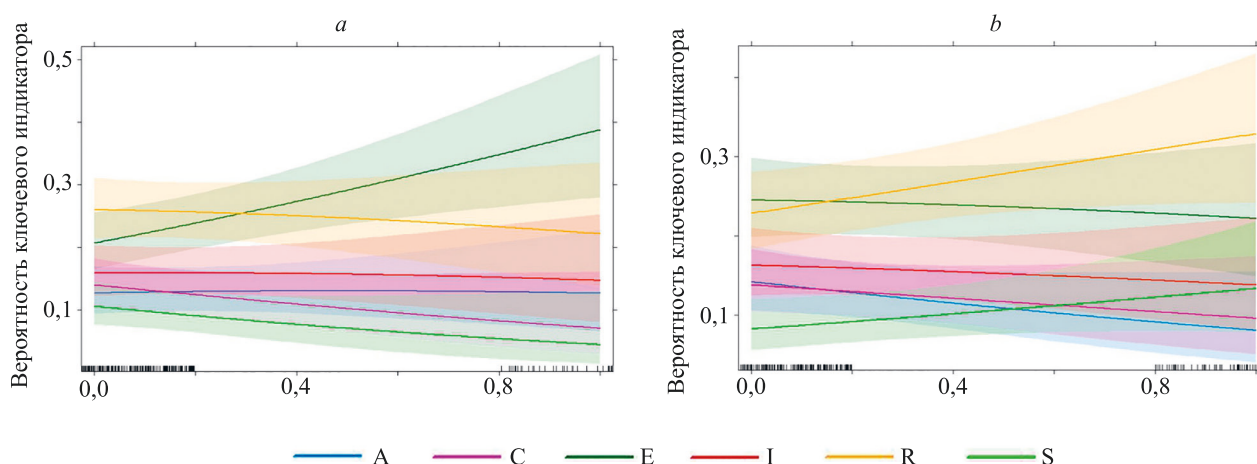 a
b
Вероятность ключевого индикатора
0,5
0,3
0,1
0,0
0,4
0,8
Вероятность ключевого индикатора
0,3
0,1
0,0
0,4
0,8
A
C
E
I
R
S